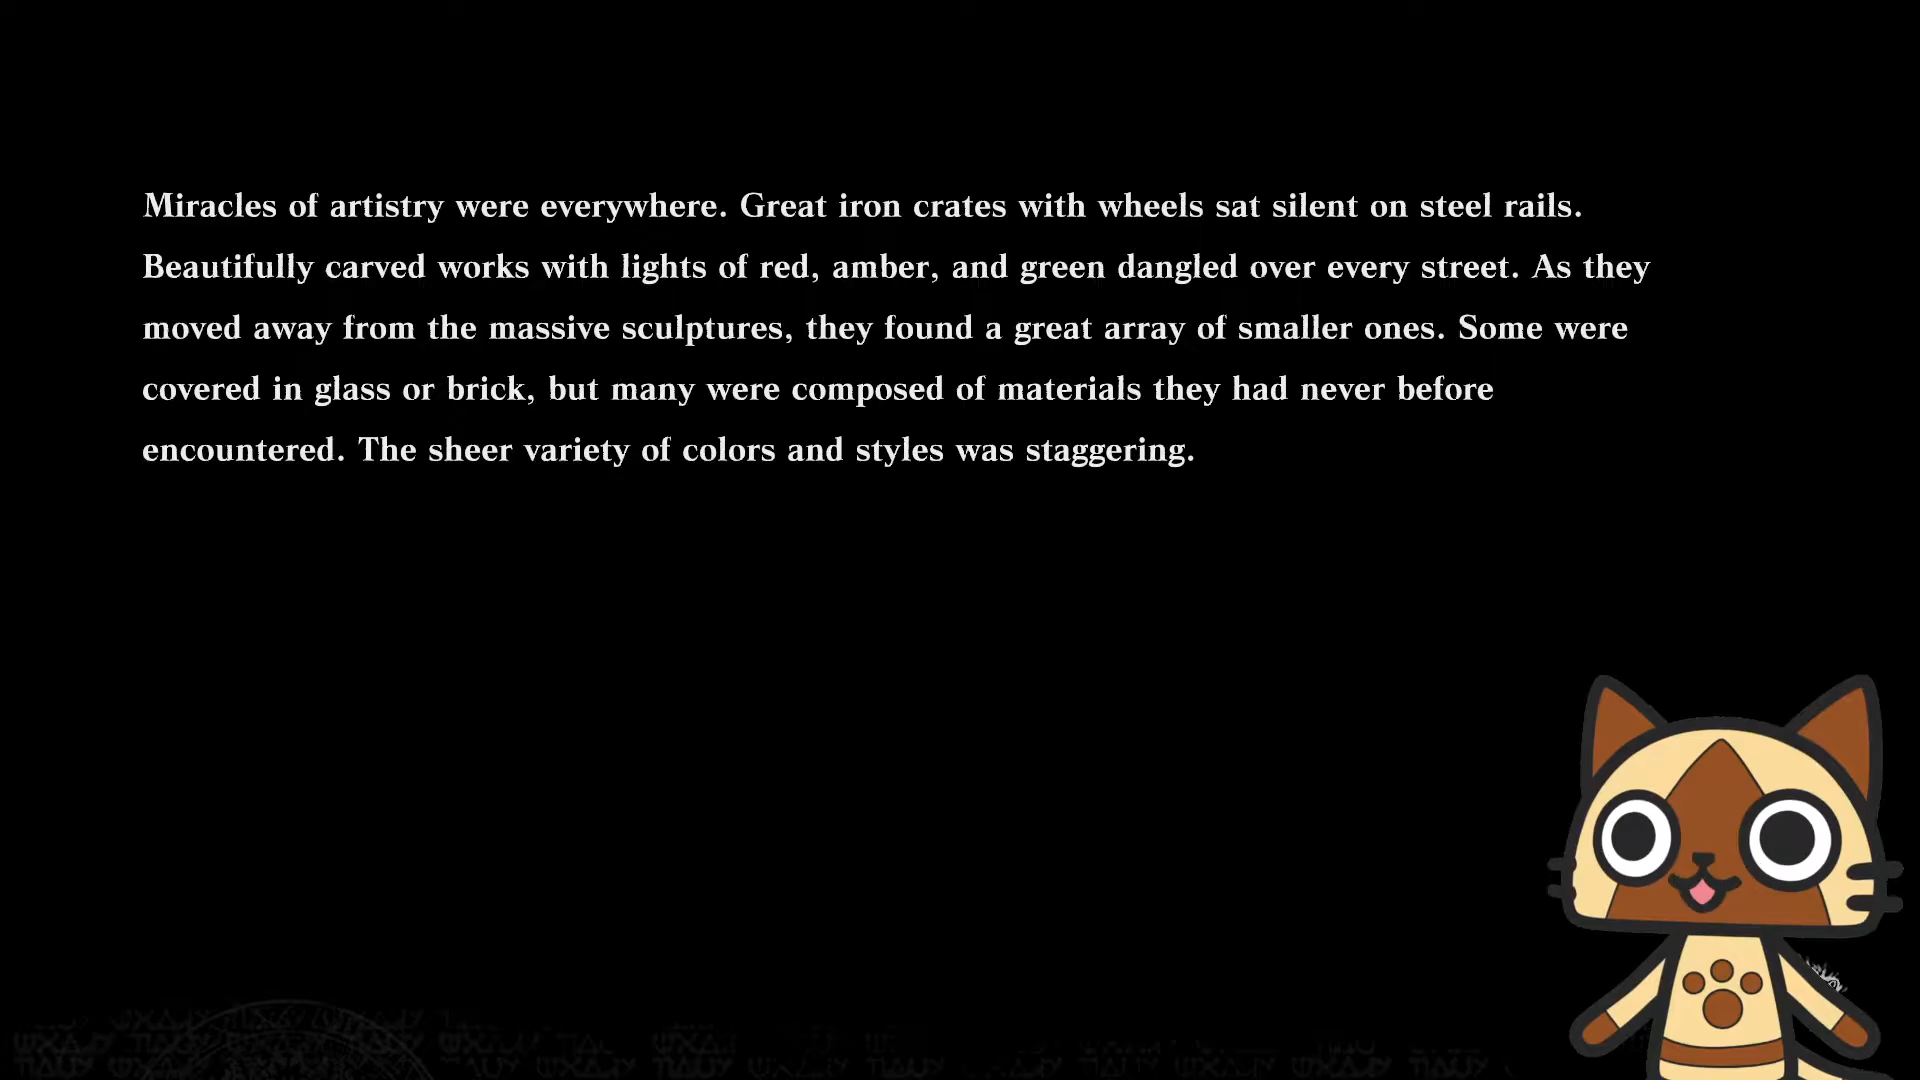 Miracles of artistry were everywhere. Great iron crates with wheels sat silent on steel rails.
Beautifully carved works with lights of red, amber, and green dangled over every street. As they
moved away from the massive sculptures, they found a great array of smaller ones. Some were
covered in glass or brick, but many were composed of materials they had never before
encountered. The sheer variety of colors and styles was staggering.